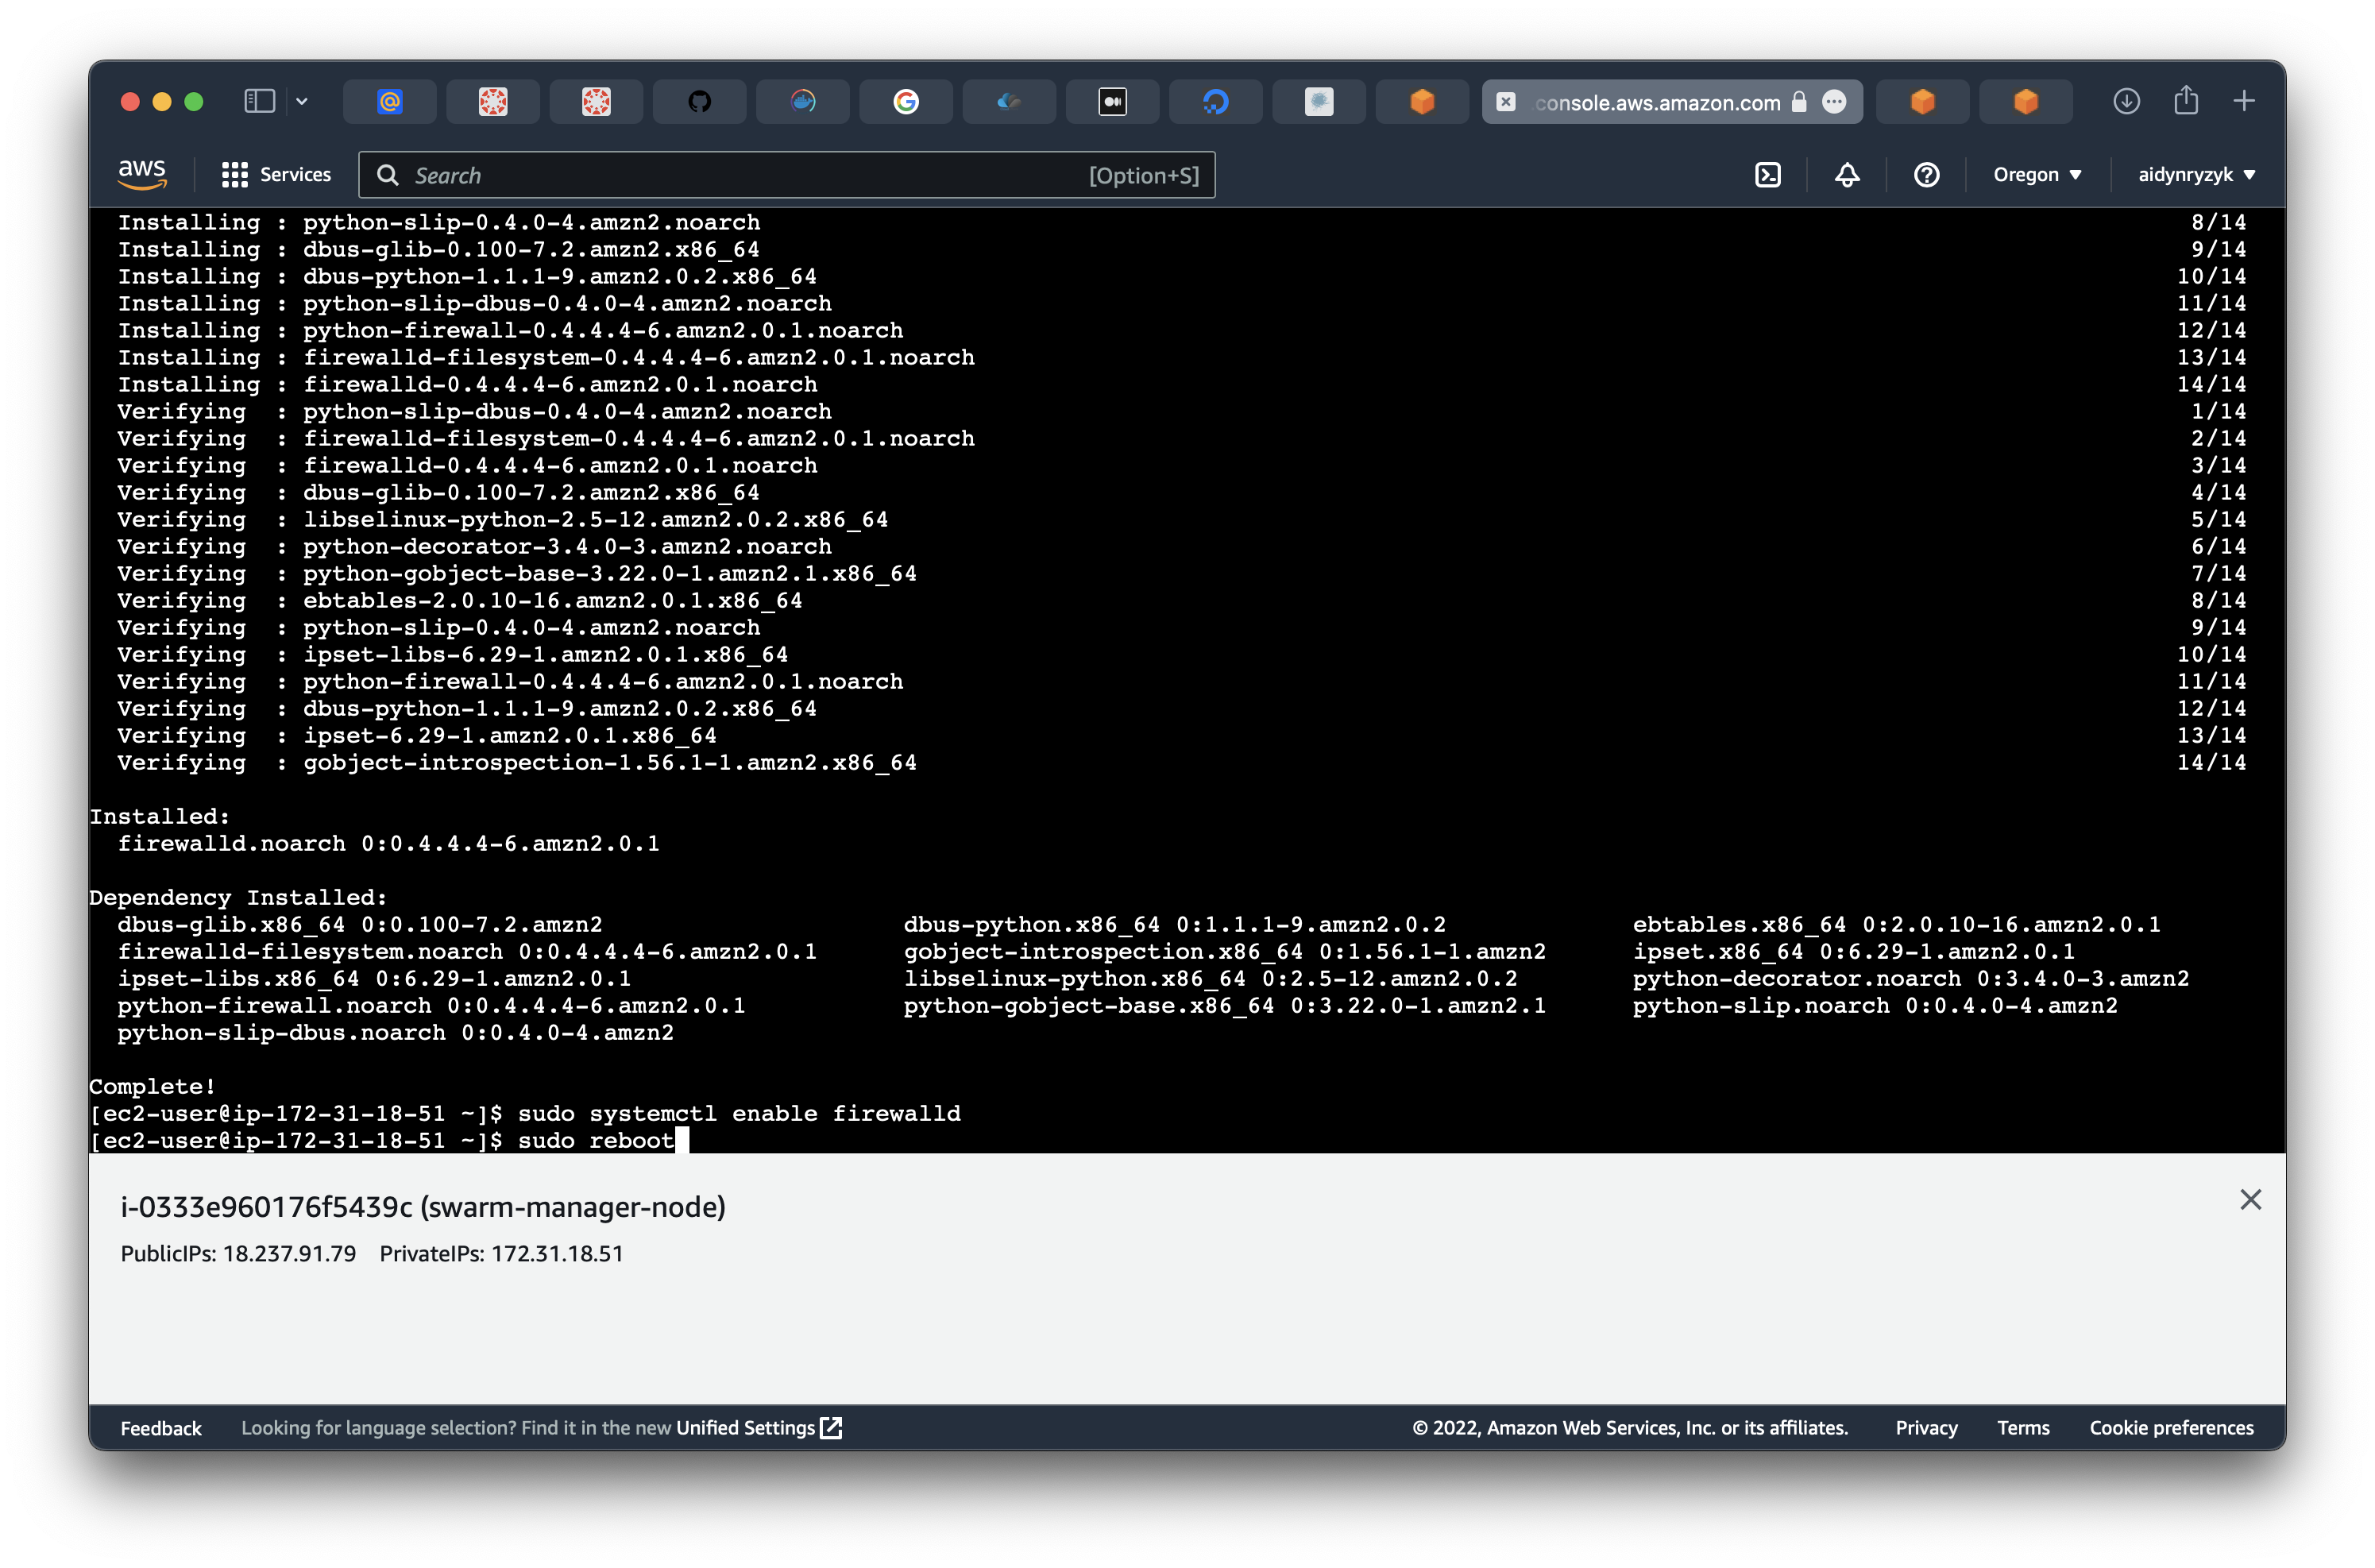 console.aws.amazon.com
aws
Services
Search
[Option+S]
Oregon
aidynryzyk
Installing : python-slip-0.4.0-4.amzn2.noarch 8/14
Installing : dbus-glib-0.100-7.2.amzn2.x86_64 9/14
Installing : dbus-python-1.1.1-9.amzn2.0.2.x86_64 10/14
Installing : python-slip-dbus-0.4.0-4.amzn2.noarch 11/14
Installing : python-firewall-0.4.4.4-6.amzn2.0.1.noarch 12/14
Installing : firewalld-filesystem-0.4.4.4-6.amzn2.0.1.noarch 13/14
Installing : firewalld-0.4.4.4-6.amzn2.0.1.noarch 14/14
Verifying : python-slip-dbus-0.4.0-4.amzn2.noarch 1/14
Verifying : firewalld-filesystem-0.4.4.4-6.amzn2.0.1.noarch 2/14
Verifying : firewalld-0.4.4.4-6.amzn2.0.1.noarch 3/14
Verifying : dbus-glib-0.100-7.2.amzn2.x86_64 4/14
Verifying : libselinux-python-2.5-12.amzn2.0.2.x86_64 5/14
Verifying : python-decorator-3.4.0-3.amzn2.noarch 6/14
Verifying : python-gobject-base-3.22.0-1.amzn2.1.x86_64 7/14
Verifying : ebtables-2.0.10-16.amzn2.0.1.x86_64 8/14
Verifying : python-slip-0.4.0-4.amzn2.noarch 9/14
Verifying : ipset-libs-6.29-1.amzn2.0.1.x86_64 10/14
Verifying : python-firewall-0.4.4.4-6.amzn2.0.1.noarch 11/14
Verifying : dbus-python-1.1.1-9.amzn2.0.2.x86_64 12/14
Verifying : ipset-6.29-1.amzn2.0.1.x86_64 13/14
Verifying : gobject-introspection-1.56.1-1.amzn2.x86_64 14/14
Installed:
firewalld.noarch 0:0.4.4.4-6.amzn2.0.1
Dependency Installed:
dbus-glib.x86_64 0:0.100-7.2.amzn2 dbus-python.x86_64 0:1.1.1-9.amzn2.0.2 ebtables.x86_64 0:2.0.10-16.amzn2.0.1
firewalld-filesystem.noarch 0:0.4.4.4-6.amzn2.0.1 gobject-introspection.x86_64 0:1.56.1-1.amzn2 ipset.x86_64 0:6.29-1.amzn2.0.1
ipset-libs.x86_64 0:6.29-1.amzn2.0.1 libselinux-python.x86_64 0:2.5-12.amzn2.0.2 python-decorator.noarch 0:3.4.0-3.amzn2
python-firewall.noarch 0:0.4.4.4-6.amzn2.0.1 python-gobject-base.x86_64 0:3.22.0-1.amzn2.1 python-slip.noarch 0:0.4.0-4.amzn2
python-slip-dbus.noarch 0:0.4.0-4.amzn2
Complete!
[ec2-user@ip-172-31-18-51 ~]$ sudo systemctl enable firewalld
[ec2-user@ip-172-31-18-51 ~]$ sudo reboot
i-0333e960176f5439c (swarm-manager-node)
PublicIPs: 18.237.91.79 PrivateIPs: 172.31.18.51
Feedback
Looking for language selection? Find it in the new Unified Settings
© 2022, Amazon Web Services, Inc. or its affiliates.
Privacy
Terms
Cookie preferences